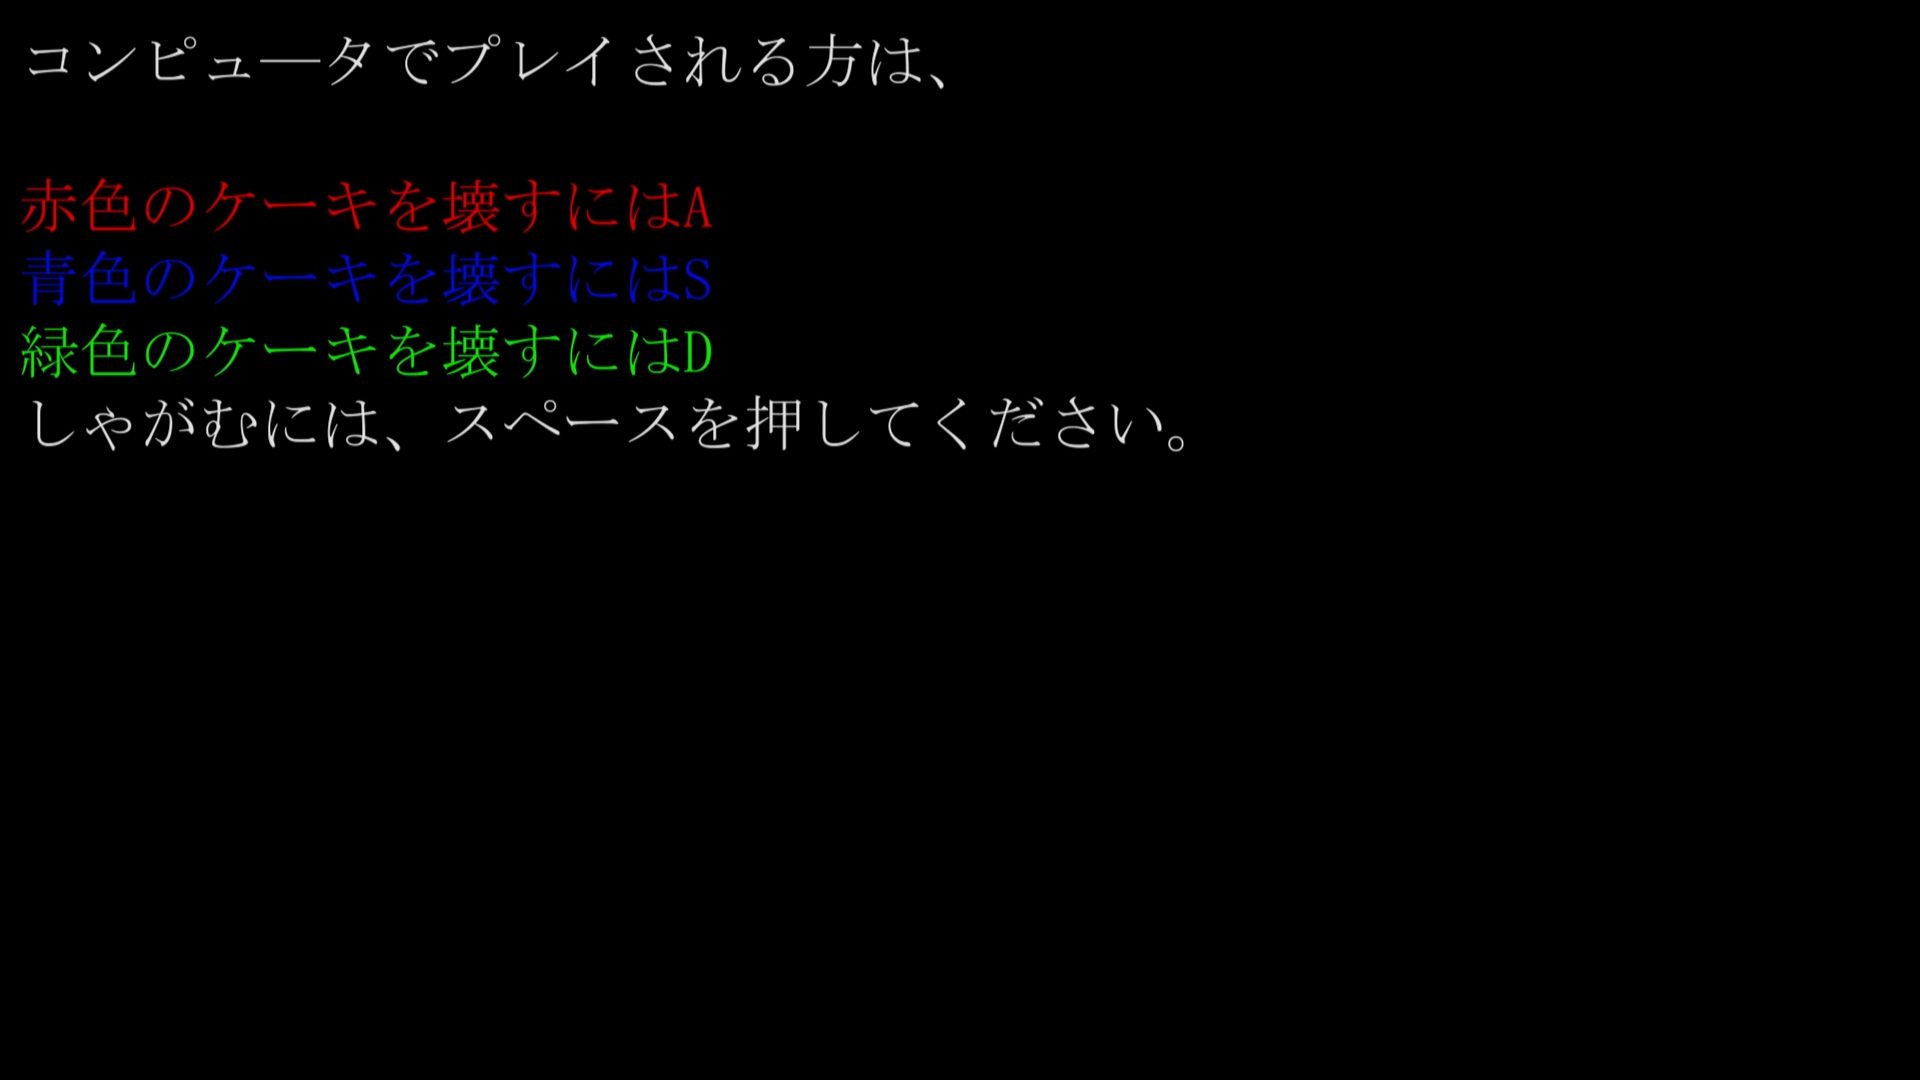 コンピュ―タでプレイされる方は、
赤色のケーキを壊すにはA
青色のケーキを壊すにはS
緑色のケーキを壊すにはD
しゃがむには、スペースを押してください。